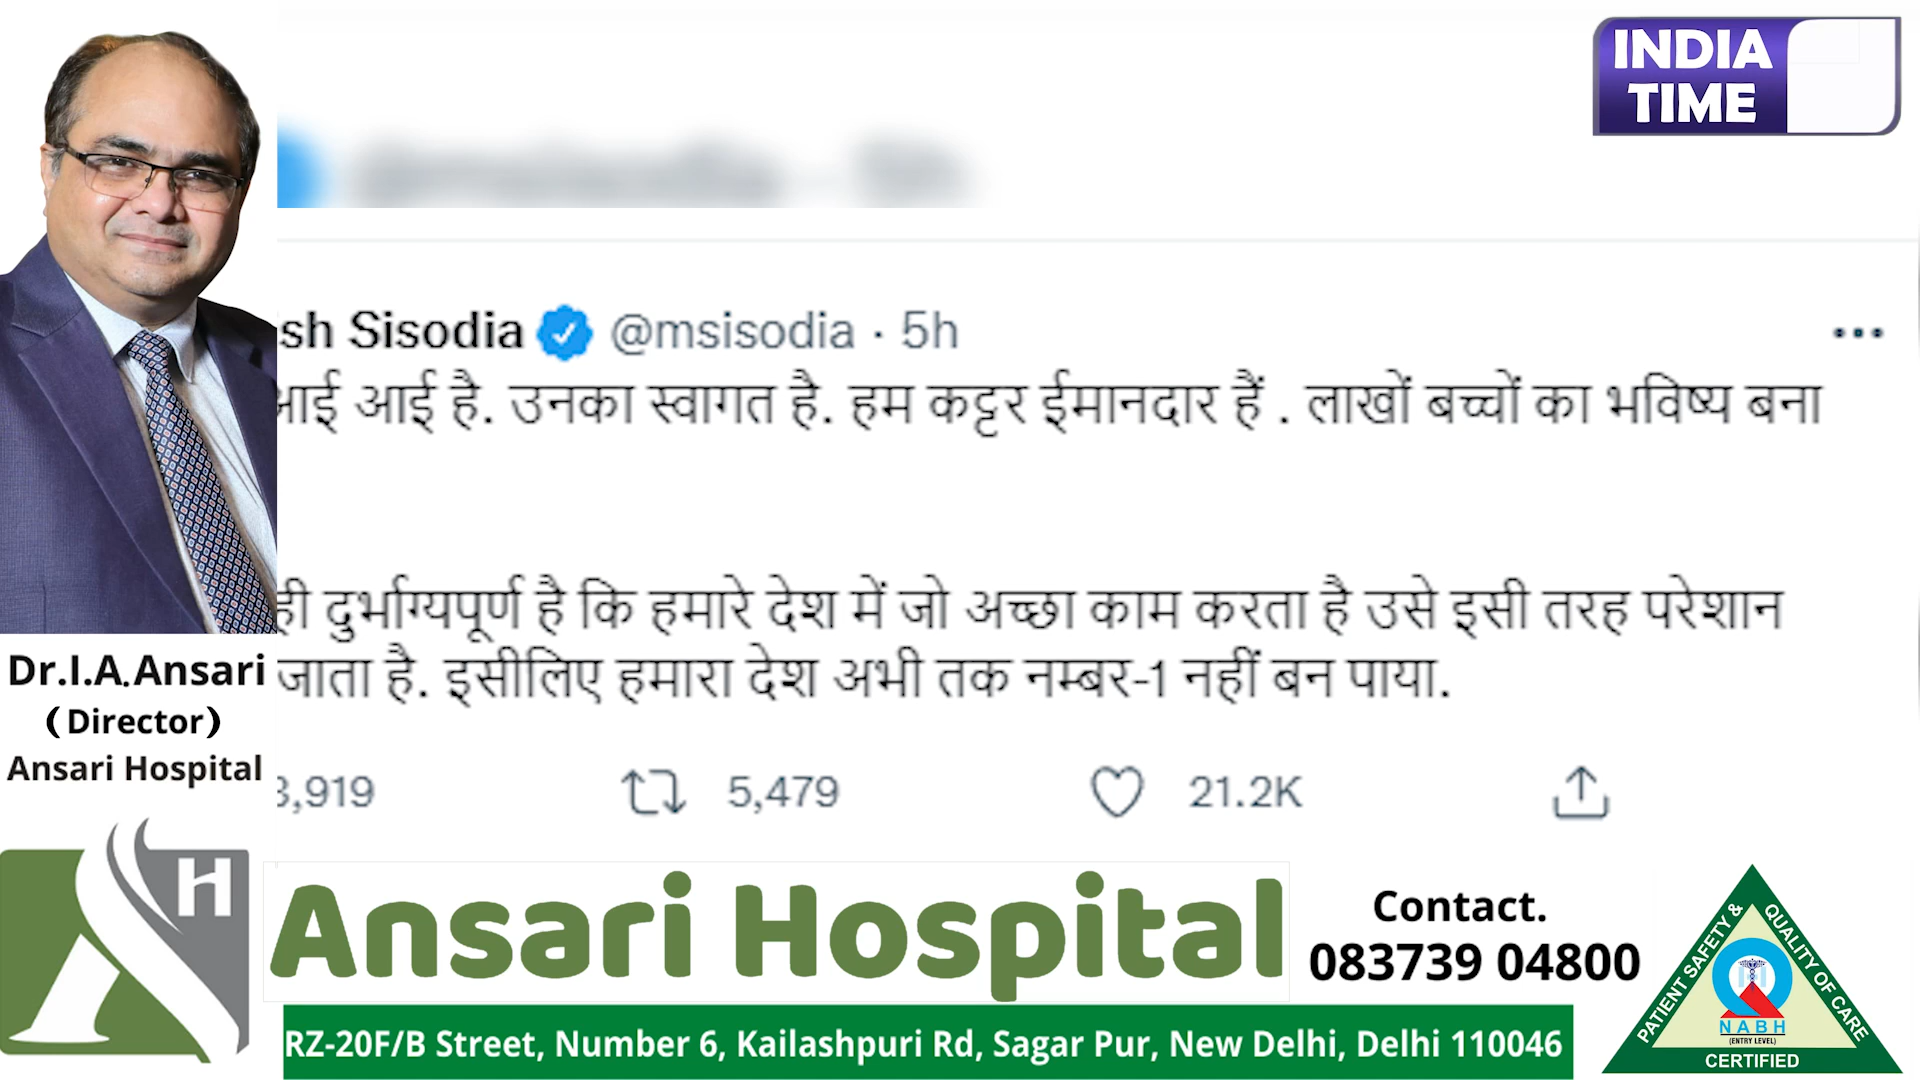 INDIA
TIME
sh Sisodia @msisodia · 5h
आई आई है. उनका स्वागत है. हम कट्टर ईमानदार हैं . लाखों बच्चों का भविष्य बना
ही दुर्भाग्यपूर्ण है कि हमारे देश में जो अच्छा काम करता है उसे इसी तरह परेशान
जाता है. इसीलिए हमारा देश अभी तक नम्बर-1 नहीं बन पाया.
3,919 5,479 21.2K
Dr.I.A.Ansari
(Director)
Ansari Hospital
H
Ansari Hospital
Contact.
083739 04800
RZ-20F/B Street, Number 6, Kailashpuri Rd, Sagar Pur, New Delhi, Delhi 110046
PATIENT SAFETY & QUALITY OF CARE
NABH
(ENTRY LEVEL)
CERTIFIED